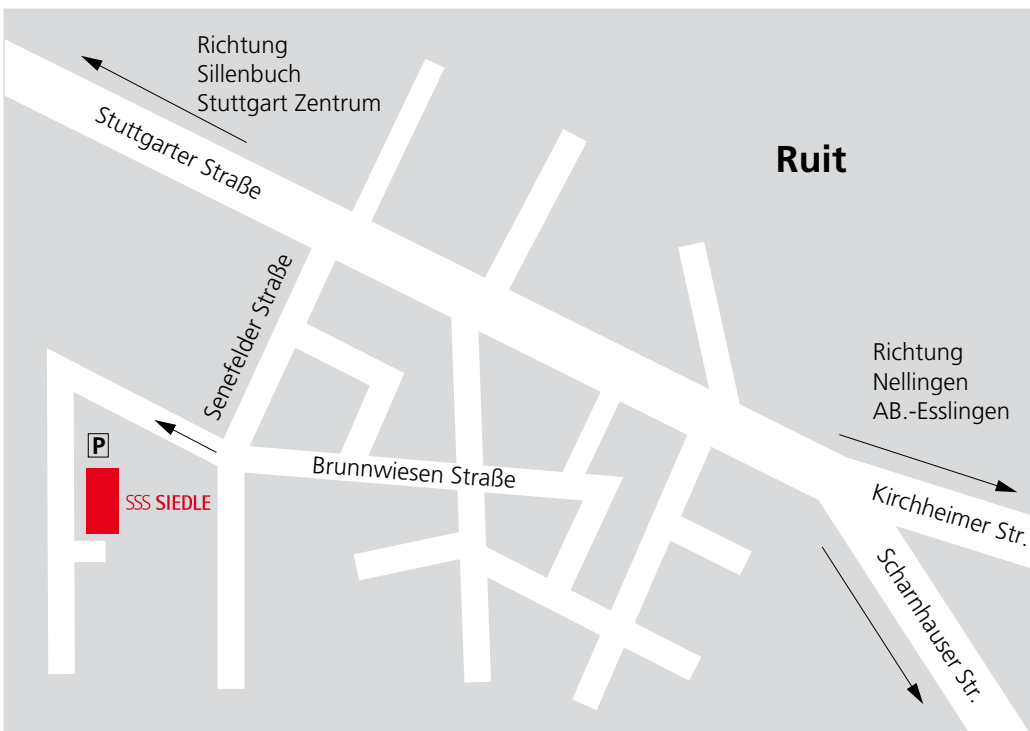 Richtung
Sillenbuch
Stuttgart Zentrum
Stuttgarter Straße
Ruit
Senefelder Straße
Richtung
Nellingen
AB.-Esslingen
P
SSS SIEDLE
Brunnwiesen Straße
Kirchheimer Str.
Scharnhauser Str.